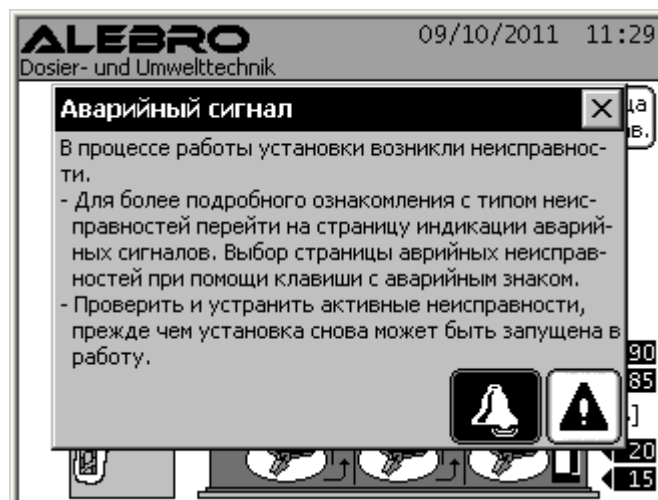 ALEBRO
09/10/2011 11:29
Dosier- und Umwelttechnik
Аварийный сигнал
В процессе работы установки возникли неисправнос-
ти.
- Для более подробного ознакомления с типом неис-
правностей перейти на страницу индикации аварий-
ных сигналов. Выбор страницы аврийных неисправ-
ностей при помощи клавиши с аварийным знаком.
- Проверить и устранить активные неисправности,
прежде чем установка снова может быть запущена в
работу.
90
85
20
15